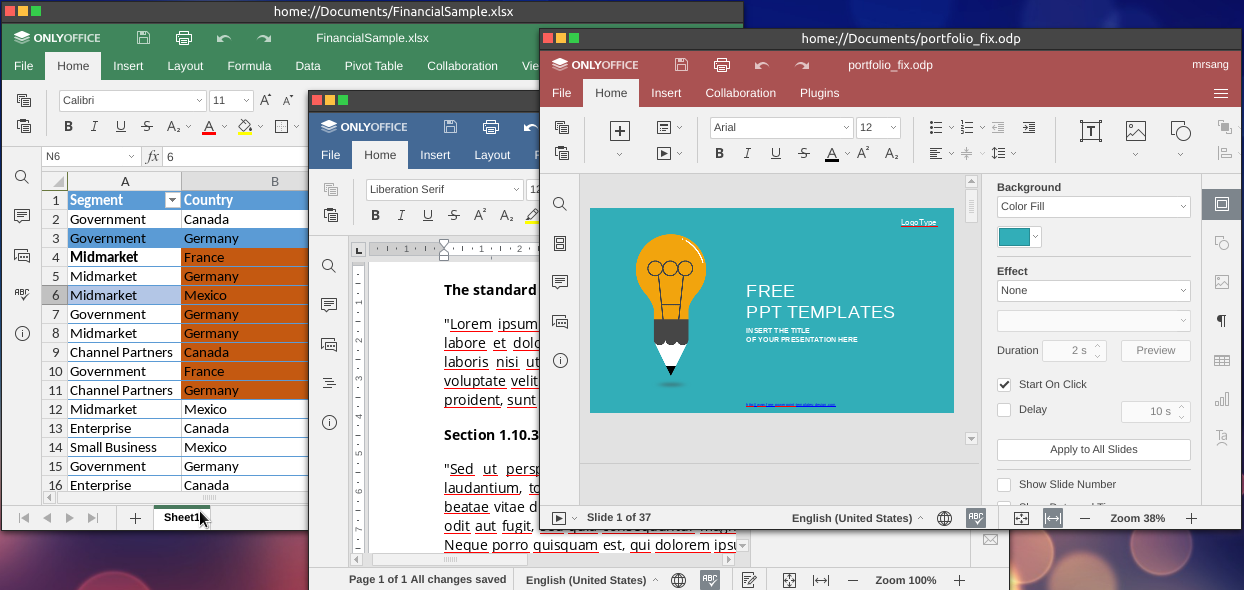 home://Documents/FinancialSample.xlsx
ONLYOFFICE
FinancialSample.xlsx
File Home Insert Layout Formula Data Pivot Table Collaboration
Calibri 11
N6 fx 6
A B
1 Segment Country
2 Government Canada
3 Government Germany
4 Midmarket France
5 Midmarket Germany
6 Midmarket Mexico
7 Government Germany
8 Midmarket Germany
9 Channel Partners Canada
10 Government France
11 Channel Partners Germany
12 Midmarket Mexico
13 Enterprise Canada
14 Small Business Mexico
15 Government Germany
16 Enterprise Canada
Sheet1
ONLYOFFICE
File Home Insert Layout
Liberation Serif 12
B I U S A² A₂
1 1 2
The standard
"Lorem ipsum
labore et dolo
laboris nisi ut
voluptate velit
proident, sunt
Section 1.10.3
"Sed ut persp
laudantium, to
beatae vitae d
odit aut fugit,
Neque porro quisquam est, qui dolorem ipsu
Page 1 of 1 All changes saved English (United States) Zoom 100%
home://Documents/portfolio_fix.odp
ONLYOFFICE
portfolio_fix.odp
mrsang
File Home Insert Collaboration Plugins
Arial 12
B I U S A A² A₂
LogoType
FREE
PPT TEMPLATES
INSERT THE TITLE
OF YOUR PRESENTATION HERE
Background
Color Fill
Effect
None
Duration 2 s Preview
Start On Click
Delay 10 s
Apply to All Slides
Show Slide Number
Slide 1 of 37 English (United States) Zoom 38%